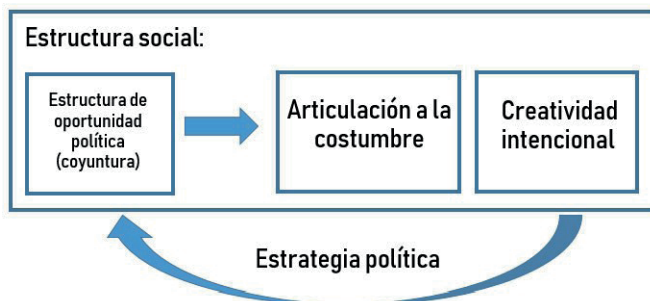 Estructura social:
Estructura de
oportunidad
política
(coyuntura)
Articulación a la
costumbre
Creatividad
intencional
Estrategia política